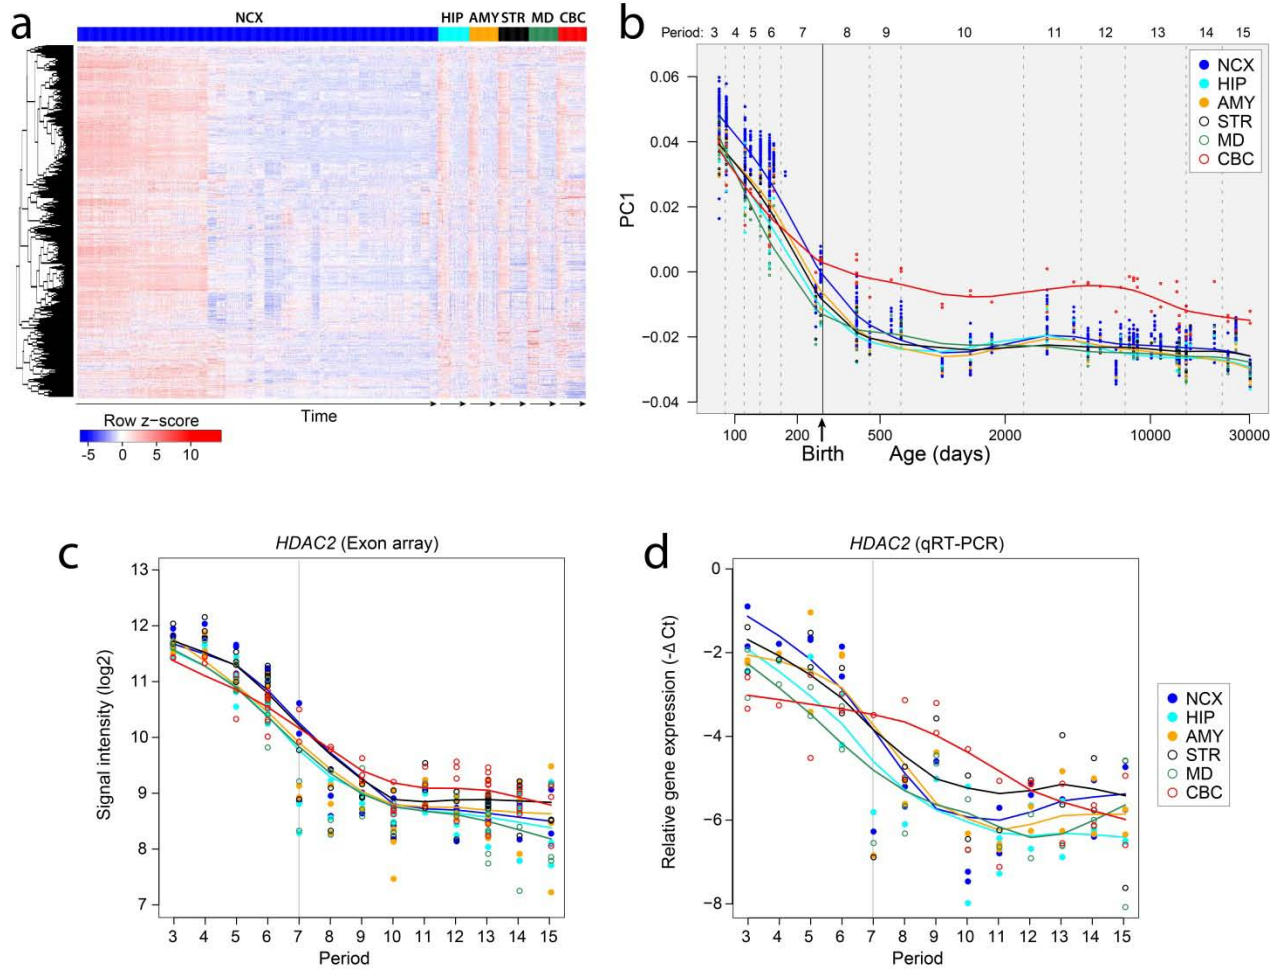 a
NCX HIP AMY STR MD CBC
Time
Row z−score
-5 0 5 10
b
Period: 3 4 5 6 7 8 9 10 11 12 13 14 15
NCX
HIP
AMY
STR
MD
CBC
PC1
0.06
0.04
0.02
0.00
−0.02
−0.04
100 200 500 2000 10000 30000
Birth Age (days)
c
HDAC2 (Exon array)
Signal intensity (log2)
13
12
11
10
9
8
7
3 4 5 6 7 8 9 10 11 12 13 14 15
Period
d
HDAC2 (qRT-PCR)
Relative gene expression (-Δ Ct)
0
−2
−4
−6
−8
3 4 5 6 7 8 9 10 11 12 13 14 15
Period
NCX
HIP
AMY
STR
MD
CBC